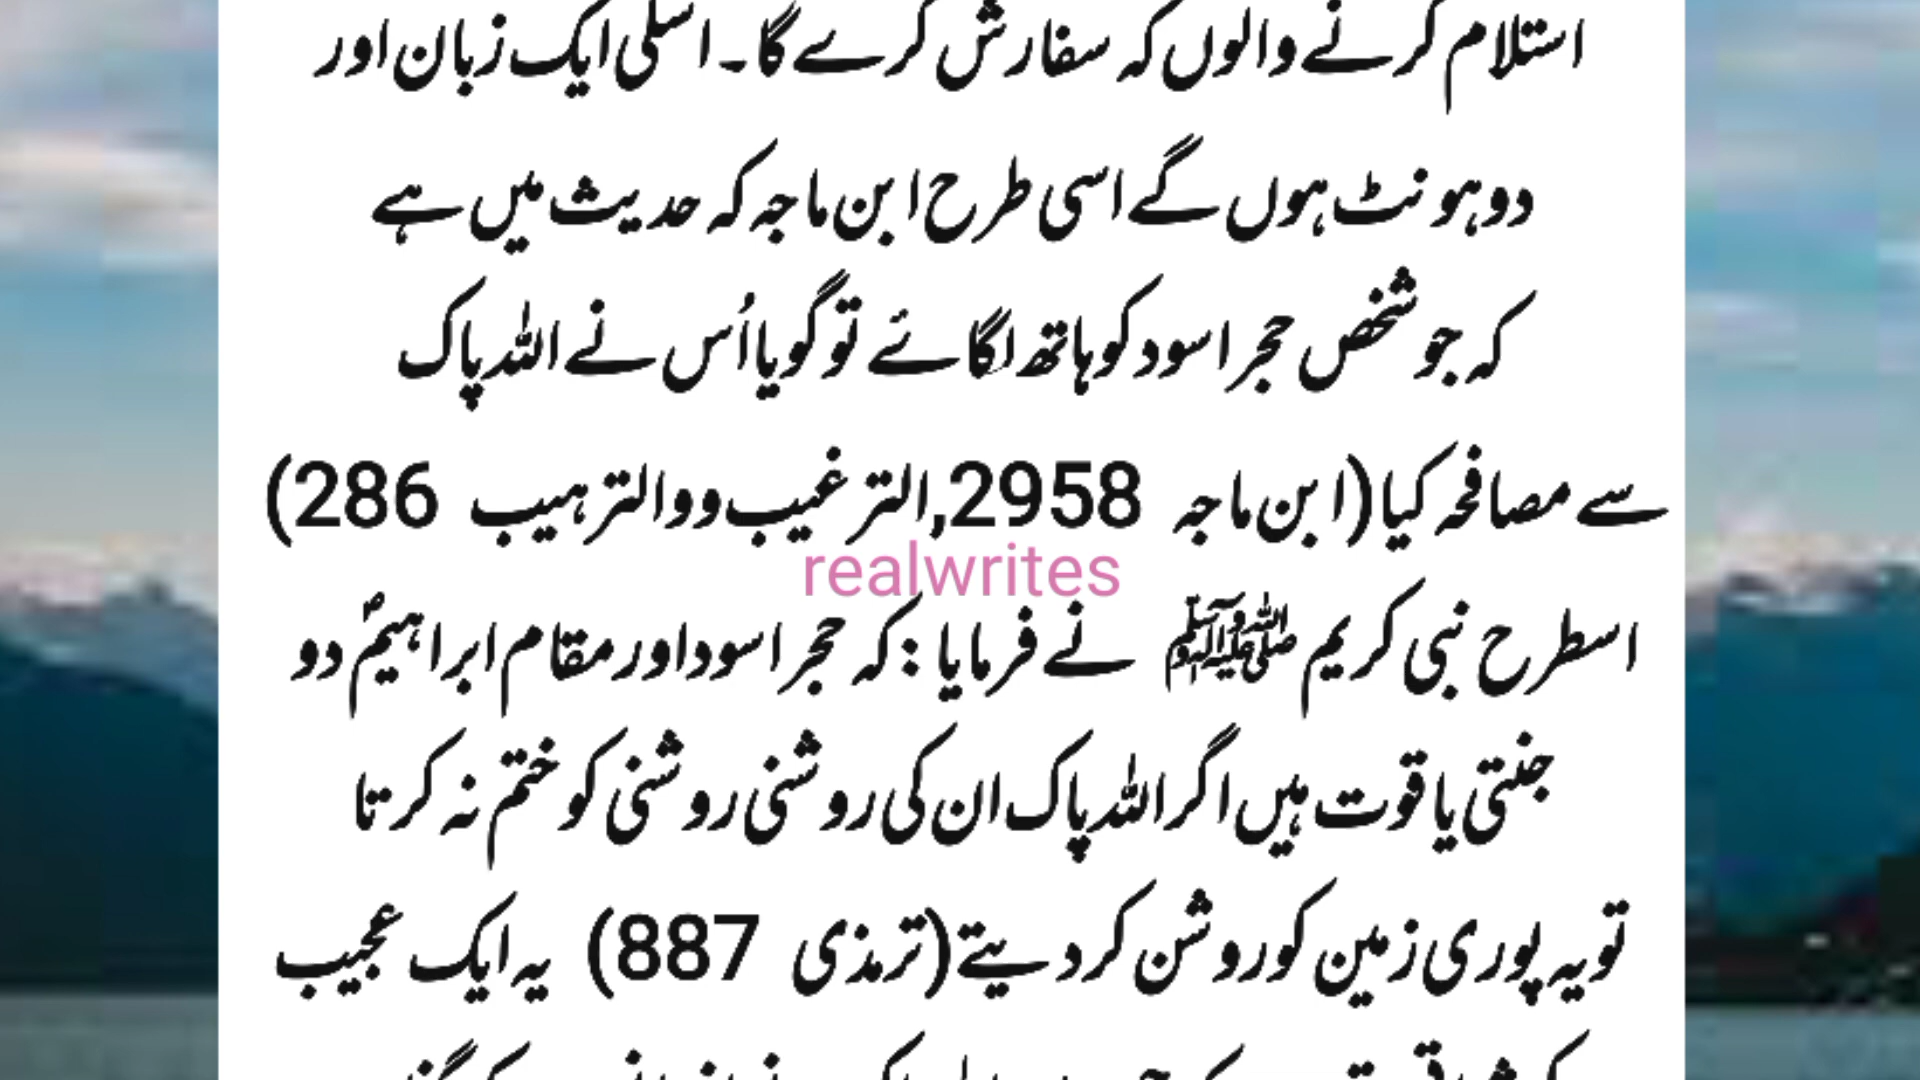 استلام کرنے والوں کہ سفارش کرے گا۔ اسلی ایک زبان اور
دو ہونٹ ہوں گے اسی طرح ابن ماجہ کہ حدیث میں ہے
کہ جو شخص حجر اسود کو ہاتھ لگائے تو گویا اُس نے اللہ پاک
سے مصافحہ کیا (ابن ماجہ 2958,الترغیب ووالترہیب 286)
realwrites
اسطرح نبی کریم ﷺ نے فرمایا : کہ حجر اسود اور مقام ابراہیمؑ دو
جنتی یاقوت ہیں اگر اللہ پاک ان کی روشنی روشنی کو ختم نہ کرتا
تو یہ پوری زمین کو روشن کر دیتے (ترمذی 887) یہ ایک عجیب